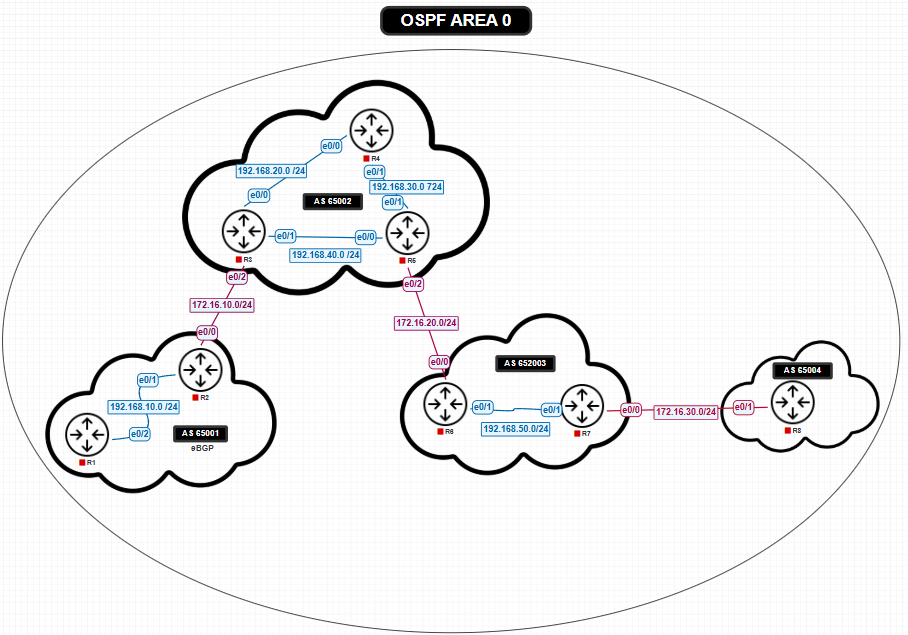 OSPF AREA 0
R4
e0/0
e0/1
192.168.20.0 /24
192.168.30.0 724
e0/0
AS 65002
e0/1
R3
e0/1
e0/0
R5
192.168.40.0 /24
e0/2
e0/2
172.16.10.0/24
172.16.20.0/24
e0/0
e0/0
AS 652003
AS 65004
R2
e0/1
192.168.10.0 /24
e0/2
R1
AS 65001
eBGP
R6
e0/1
e0/1
192.168.50.0/24
R7
e0/0
172.16.30.0/24
e0/1
R8